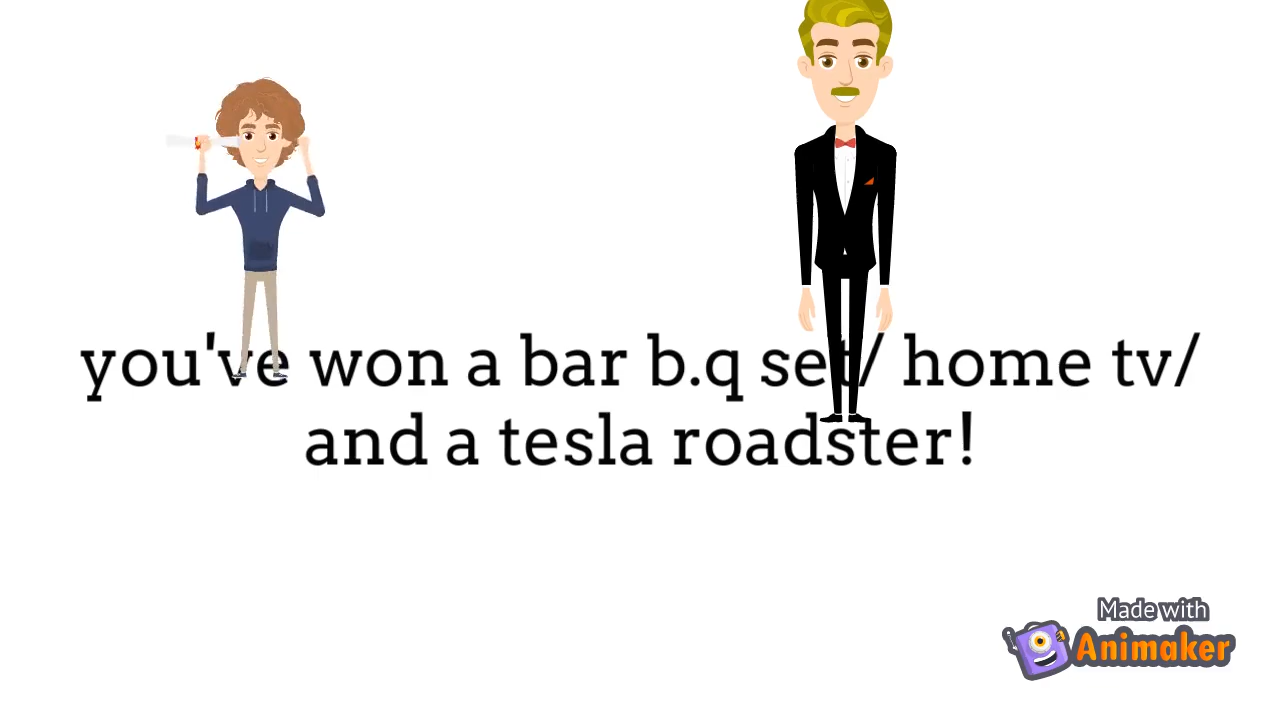 you've won a bar b.q set/ home tv/
and a tesla roadster!
Made with
Animaker